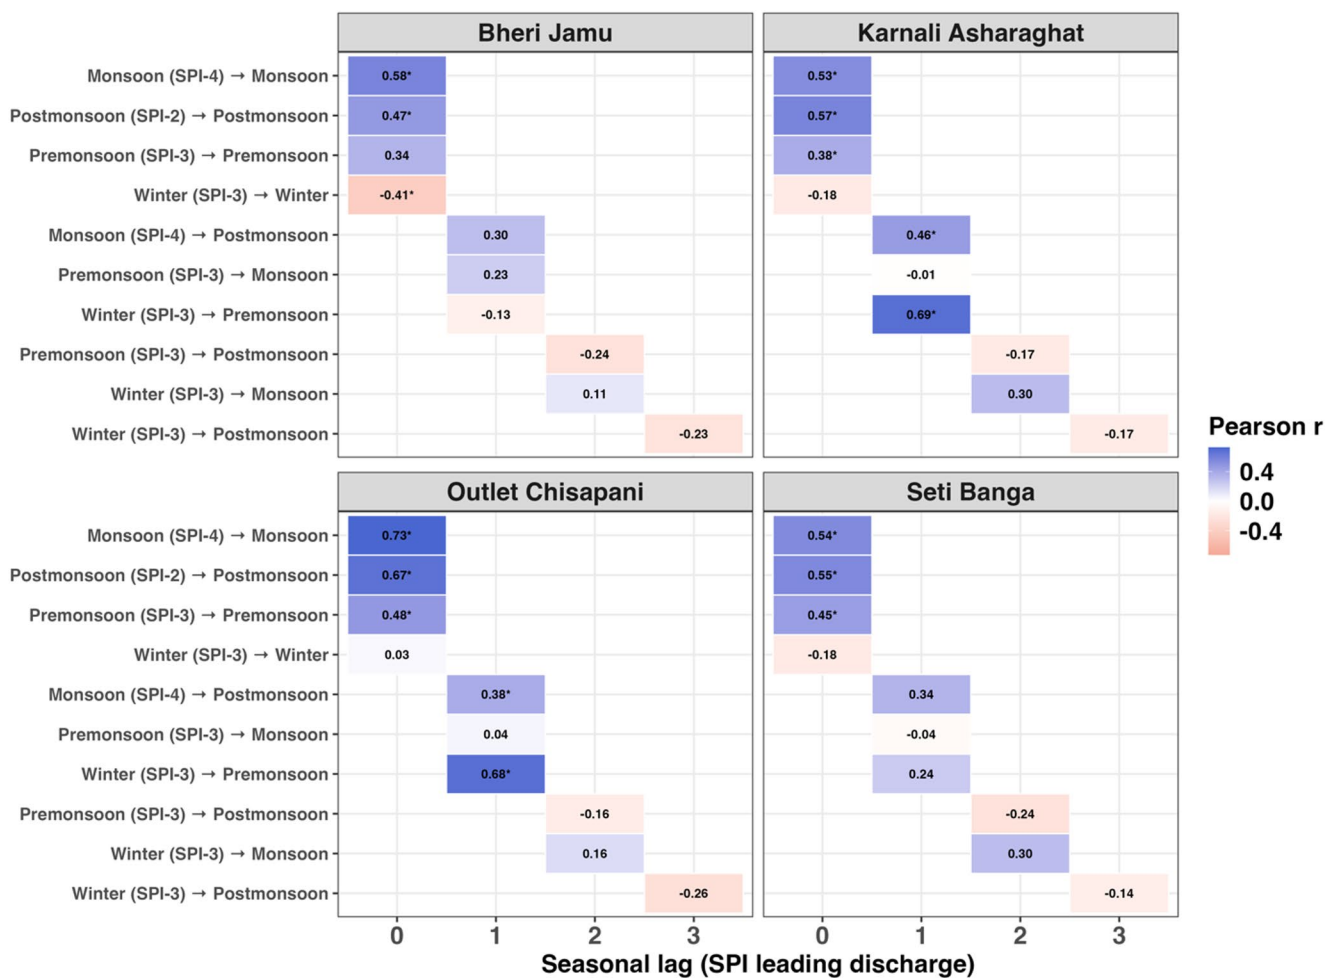 Bheri Jamu Karnali Asharaghat
Monsoon (SPI-4) → Monsoon 0.58* 0.53*
Postmonsoon (SPI-2) → Postmonsoon 0.47* 0.57*
Premonsoon (SPI-3) → Premonsoon 0.34 0.38*
Winter (SPI-3) → Winter -0.41* -0.18
Monsoon (SPI-4) → Postmonsoon 0.30 0.46*
Premonsoon (SPI-3) → Monsoon 0.23 -0.01
Winter (SPI-3) → Premonsoon -0.13 0.69*
Premonsoon (SPI-3) → Postmonsoon -0.24 -0.17
Winter (SPI-3) → Monsoon 0.11 0.30
Winter (SPI-3) → Postmonsoon -0.23 -0.17
Pearson r
0.4
0.0
-0.4
Outlet Chisapani Seti Banga
Monsoon (SPI-4) → Monsoon 0.73* 0.54*
Postmonsoon (SPI-2) → Postmonsoon 0.67* 0.55*
Premonsoon (SPI-3) → Premonsoon 0.48* 0.45*
Winter (SPI-3) → Winter 0.03 -0.18
Monsoon (SPI-4) → Postmonsoon 0.38* 0.34
Premonsoon (SPI-3) → Monsoon 0.04 -0.04
Winter (SPI-3) → Premonsoon 0.68* 0.24
Premonsoon (SPI-3) → Postmonsoon -0.16 -0.24
Winter (SPI-3) → Monsoon 0.16 0.30
Winter (SPI-3) → Postmonsoon -0.26 -0.14
0 1 2 3 0 1 2 3
Seasonal lag (SPI leading discharge)